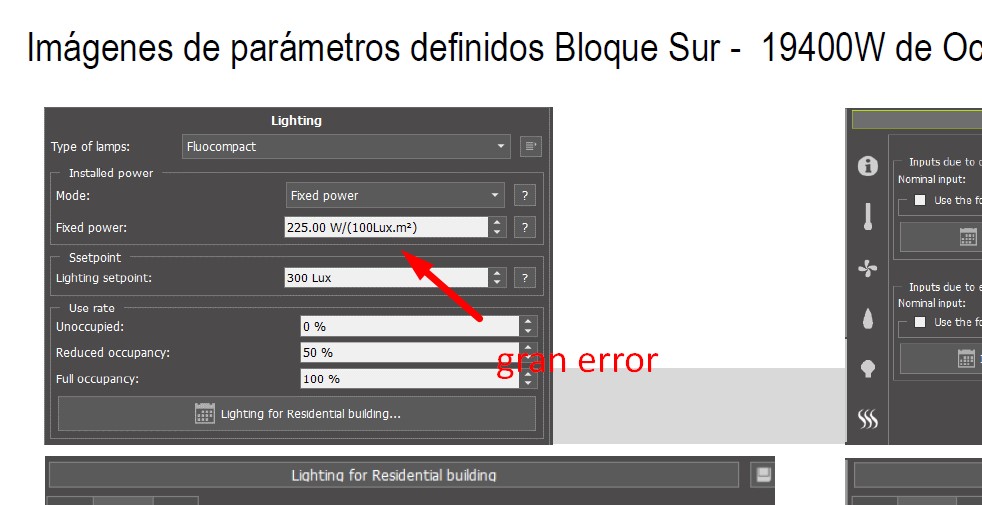 Imágenes de parámetros definidos Bloque Sur - 19400W de Oc
Lighting
Type of lamps: Fluocompact
Installed power
Mode: Fixed power ?
Fixed power: 225.00 W/(100Lux.m²) ?
Ssetpoint
Lighting setpoint: 300 Lux ?
Use rate
Unoccupied: 0 %
Reduced occupancy: 50 %
gran error
Full occupancy: 100 %
Lighting for Residential building...
Lighting for Residential building
Inputs due to
Nominal input:
Use the fo
Inputs due to e
Nominal input:
Use the fo